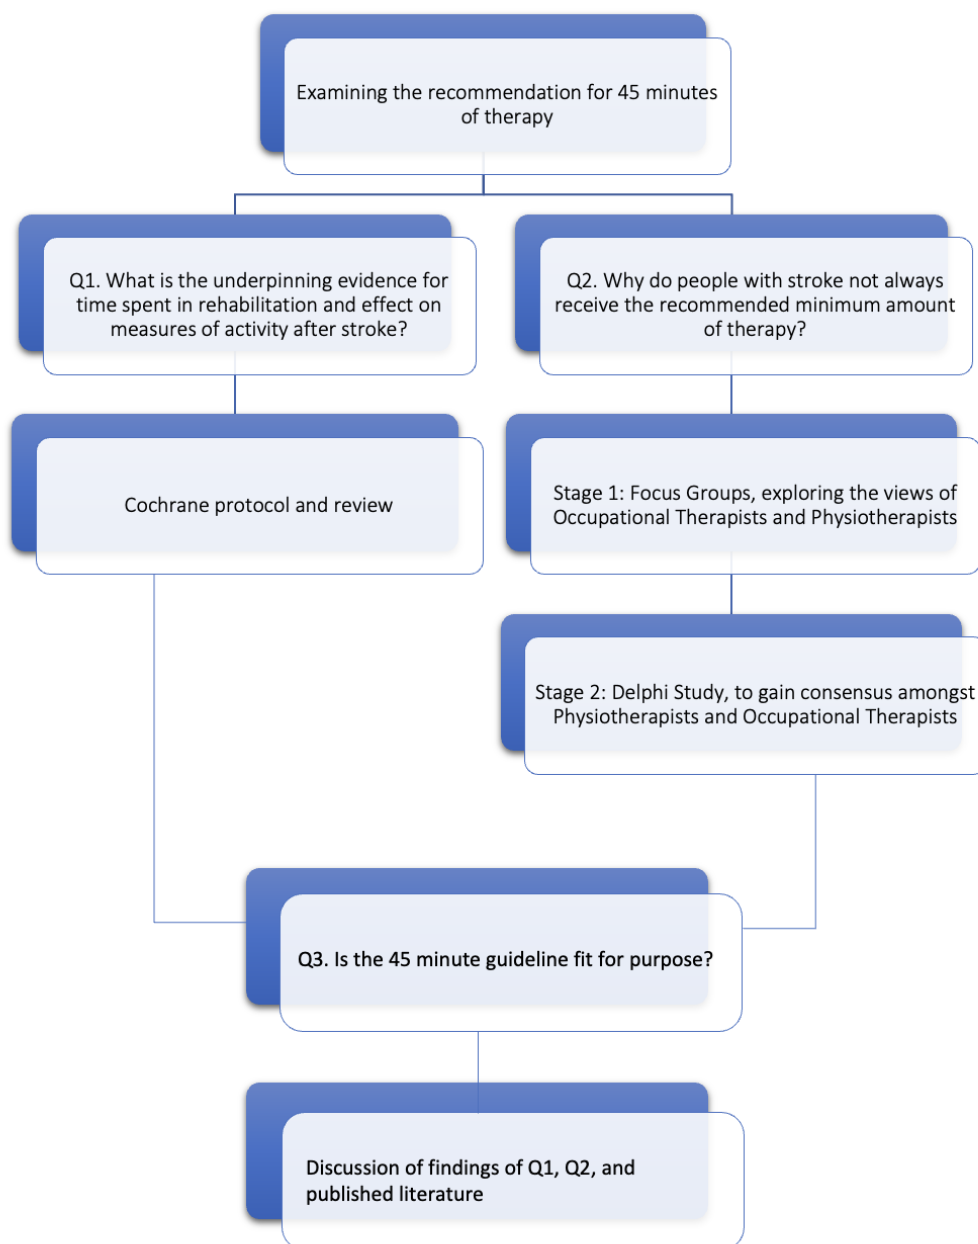 Examining the recommendation for 45 minutes
of therapy
Q1. What is the underpinning evidence for
time spent in rehabilitation and effect on
measures of activity after stroke?
Q2. Why do people with stroke not always
receive the recommended minimum amount
of therapy?
Cochrane protocol and review
Stage 1: Focus Groups, exploring the views of
Occupational Therapists and Physiotherapists
Stage 2: Delphi Study, to gain consensus amongst
Physiotherapists and Occupational Therapists
Q3. Is the 45 minute guideline fit for purpose?
Discussion of findings of Q1, Q2, and
published literature